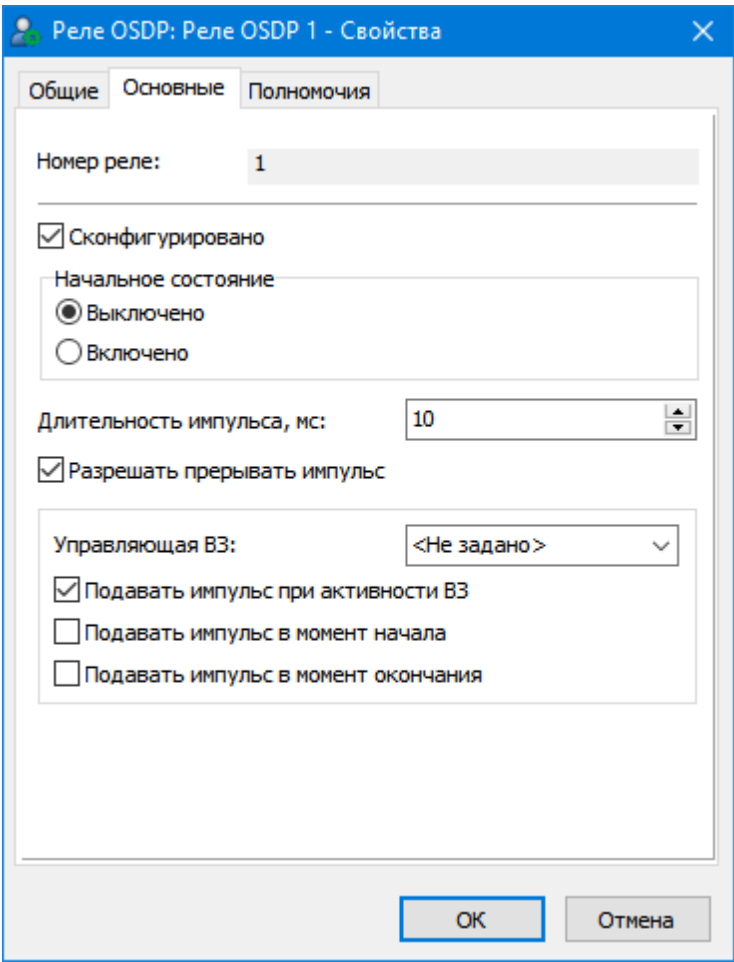 Реле OSDP: Реле OSDP 1 - Свойства
Общие Основные Полномочия
Номер реле: 1
Сконфигурировано
Начальное состояние
Выключено
Включено
Длительность импульса, мс: 10
Разрешать прерывать импульс
Управляющая ВЗ: <Не задано>
Подавать импульс при активности ВЗ
Подавать импульс в момент начала
Подавать импульс в момент окончания
OK Отмена